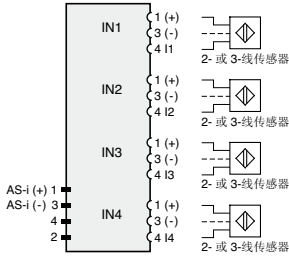 IN1
1 (+)
3 (-)
4 I1
2- 或 3-线传感器
IN2
1 (+)
3 (-)
4 I2
2- 或 3-线传感器
IN3
1 (+)
3 (-)
4 I3
2- 或 3-线传感器
AS-i (+) 1
AS-i (-) 3
4
2
IN4
1 (+)
3 (-)
4 I4
2- 或 3-线传感器